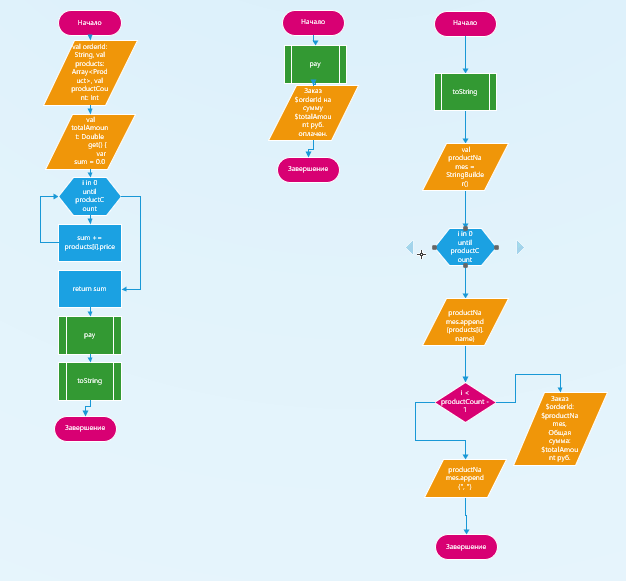 Начало
val orderId:
String, val
products:
Array<Prod
uct>, val
productCou
nt: Int
val
totalAmoun
t: Double
get() {
var
sum = 0.0
i in 0
until
productC
ount
sum +=
products[i].price
return sum
pay
toString
Завершение
Начало
pay
Заказ
$orderId на
сумму
$totalAmou
nt руб.
оплачен.
Завершение
Начало
toString
val
productNa
mes =
StringBuilde
r()
i in 0
until
productC
ount
productNa
mes.append
(products[i].
name)
i <
productCount -
1
Заказ
$orderId:
$productNa
mes,
Общая
сумма:
$totalAmou
nt руб.
productNa
mes.append
(", ")
Завершение